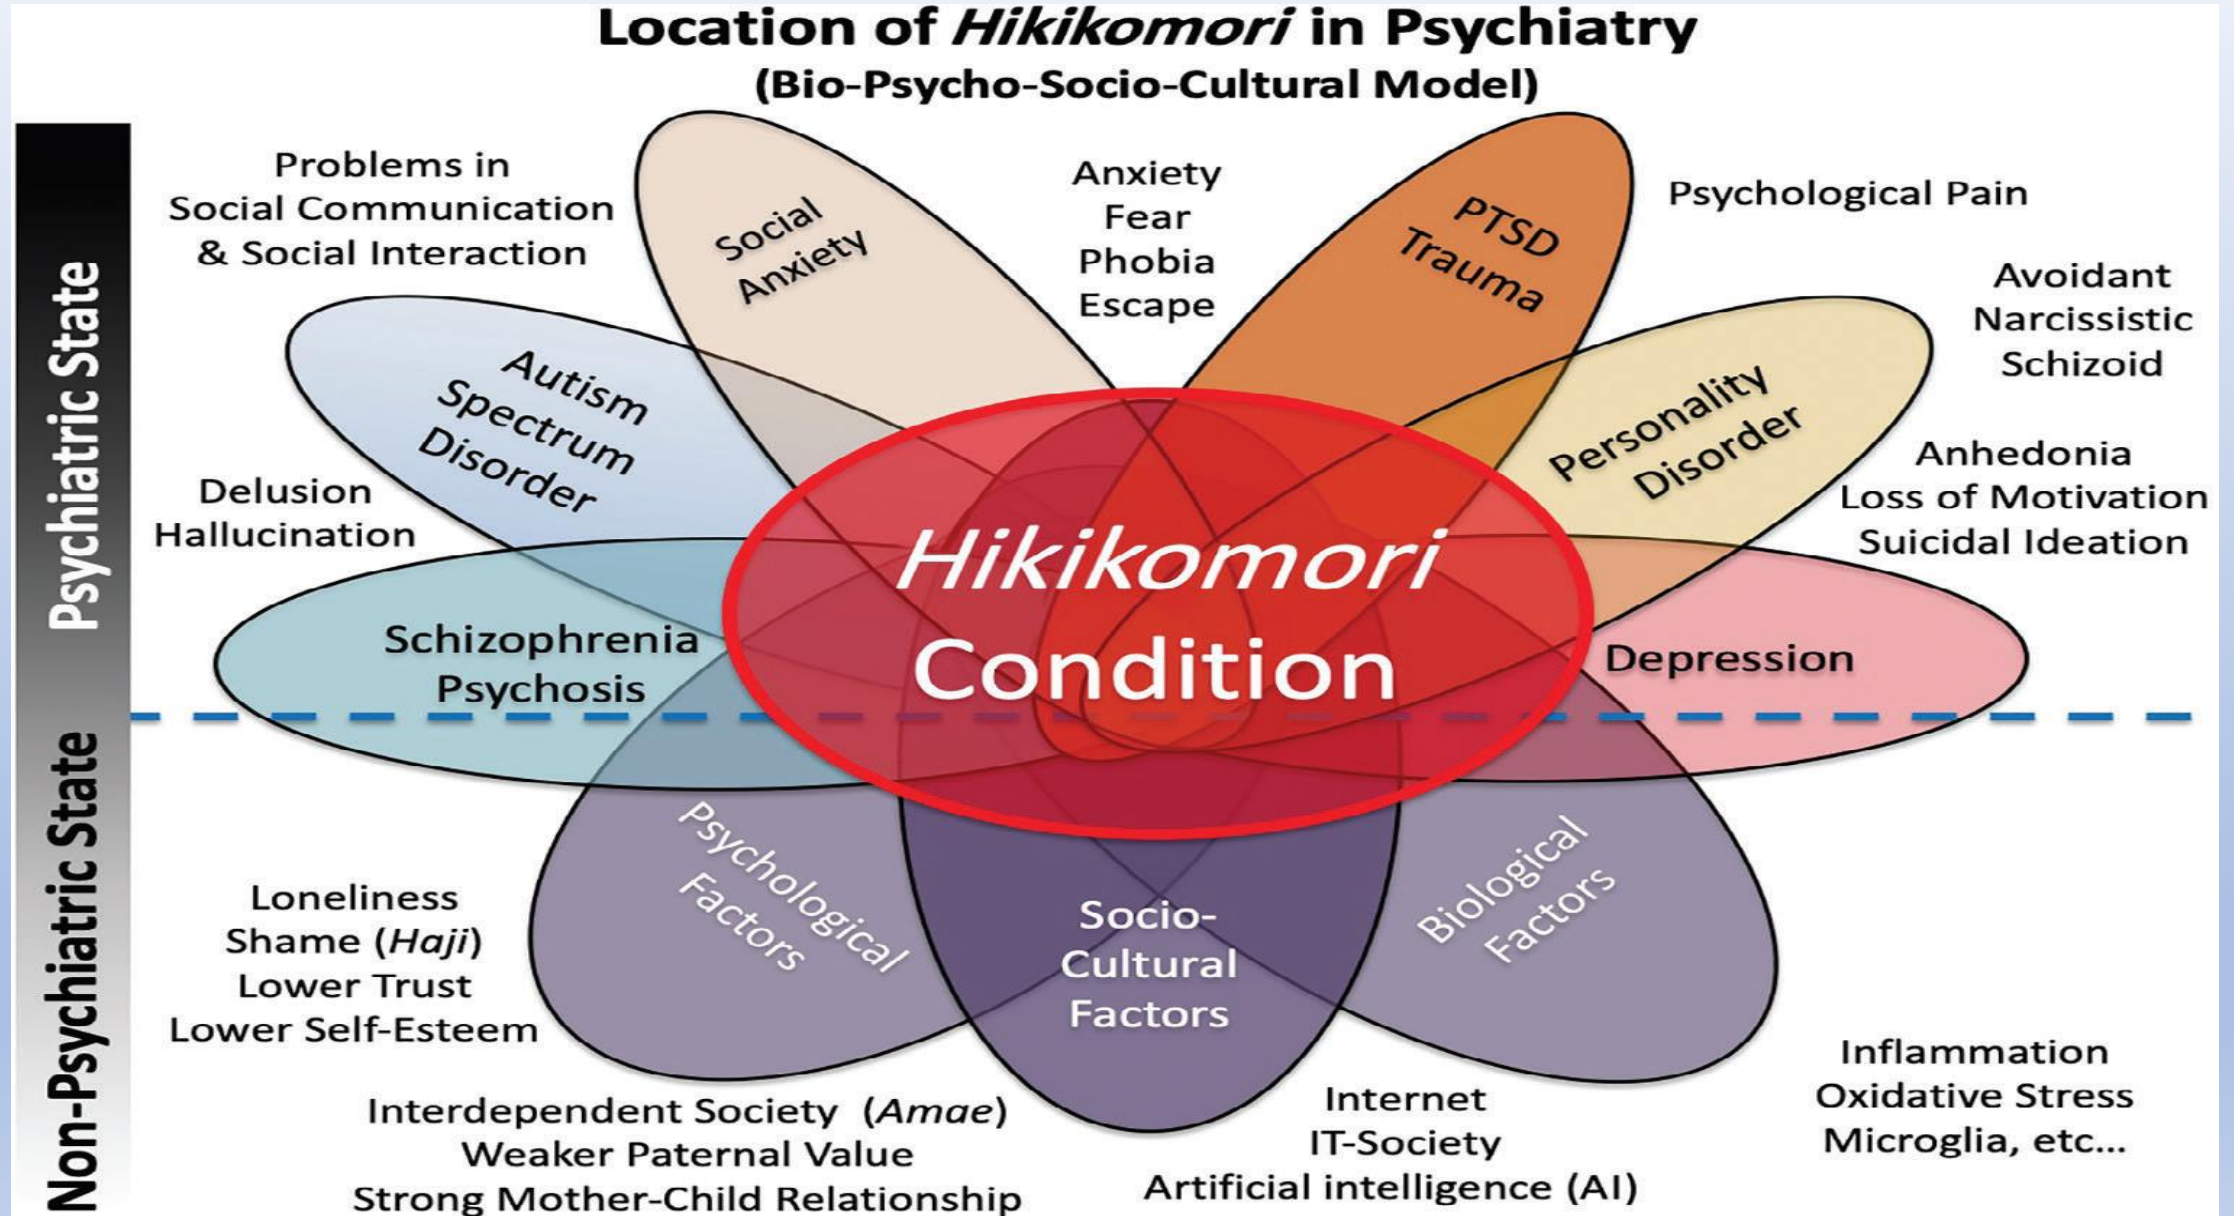 Location of Hikikomori in Psychiatry
(Bio-Psycho-Socio-Cultural Model)
Psychiatric State
Non-Psychiatric State
Problems in
Social Communication
& Social Interaction
Social
Anxiety
Anxiety
Fear
Phobia
Escape
PTSD
Trauma
Psychological Pain
Avoidant
Narcissistic
Schizoid
Autism
Spectrum
Disorder
Personality
Disorder
Anhedonia
Loss of Motivation
Suicidal Ideation
Delusion
Hallucination
Schizophrenia
Psychosis
Hikikomori
Condition
Depression
Psychological
Factors
Socio-
Cultural
Factors
Biological
Factors
Loneliness
Shame (Haji)
Lower Trust
Lower Self-Esteem
Interdependent Society (Amae)
Weaker Paternal Value
Strong Mother-Child Relationship
Internet
IT-Society
Artificial intelligence (AI)
Inflammation
Oxidative Stress
Microglia, etc...